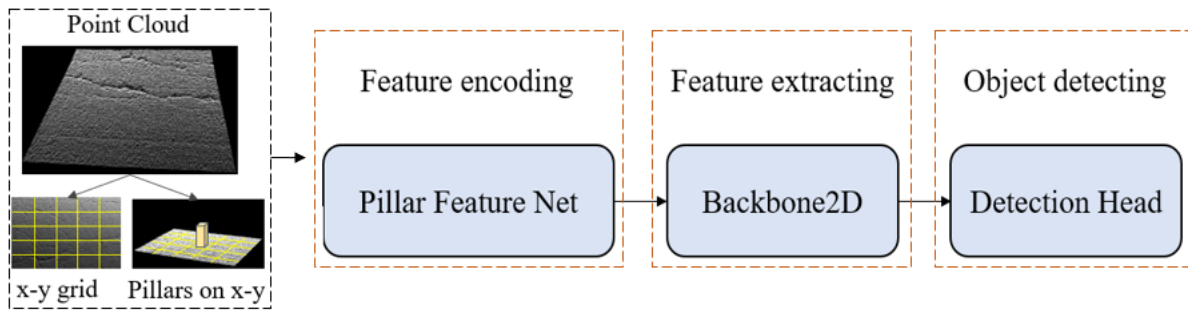 Point Cloud
x-y grid
Pillars on x-y
Feature encoding
Pillar Feature Net
Feature extracting
Backbone2D
Object detecting
Detection Head